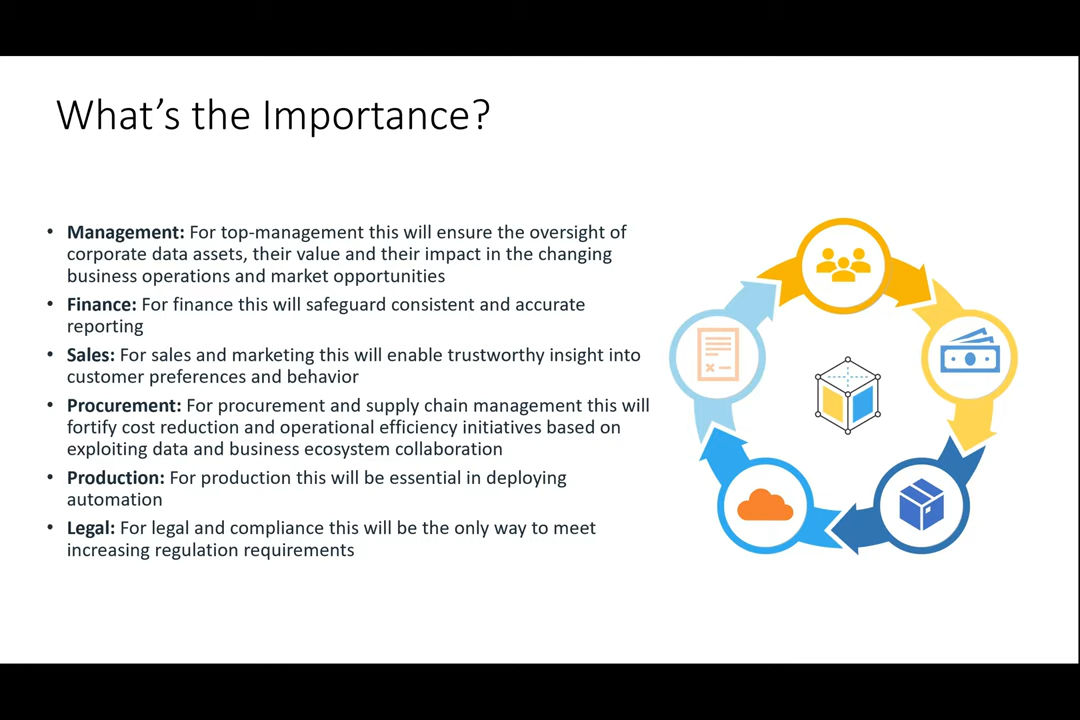 What's the Importance?
• Management: For top-management this will ensure the oversight of
corporate data assets, their value and their impact in the changing
business operations and market opportunities
• Finance: For finance this will safeguard consistent and accurate
reporting
• Sales: For sales and marketing this will enable trustworthy insight into
customer preferences and behavior
• Procurement: For procurement and supply chain management this will
fortify cost reduction and operational efficiency initiatives based on
exploiting data and business ecosystem collaboration
• Production: For production this will be essential in deploying
automation
• Legal: For legal and compliance this will be the only way to meet
increasing regulation requirements